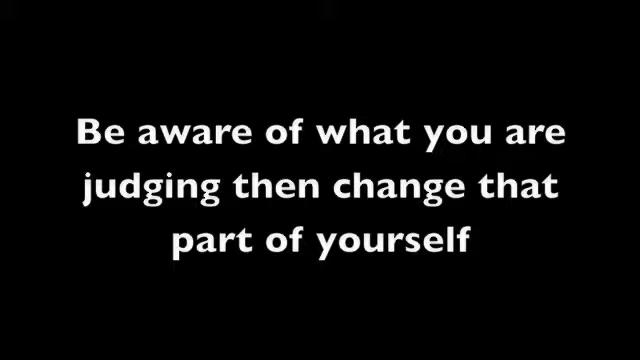 Be aware of what you are
judging then change that
part of yourself